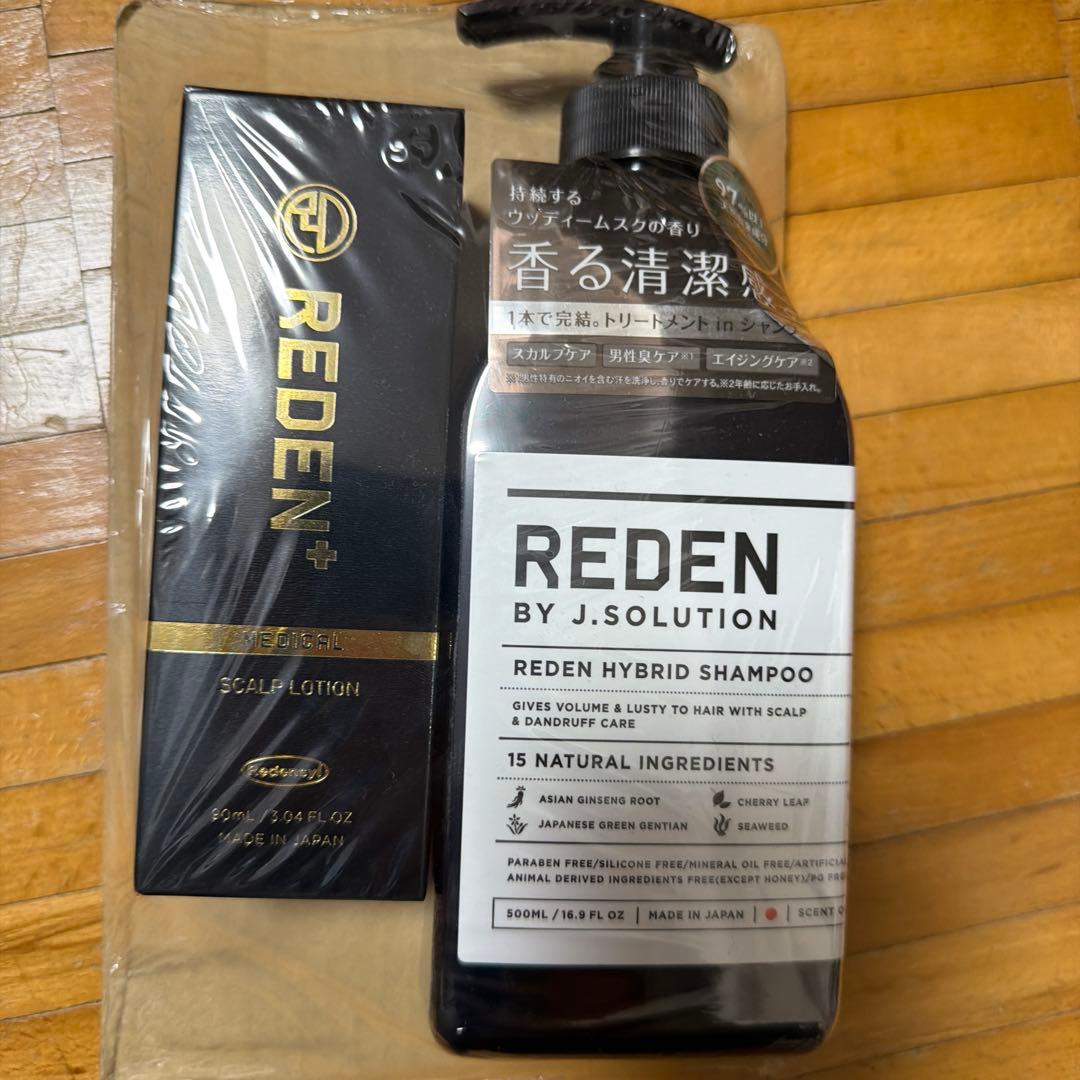 REDEN+
MEDICAL
SCALP LOTION
Redensyl
90mL / 3.04 FL OZ
MADE IN JAPAN
持続する
ウッディームスクの香り
香る清潔感
1本で完結。トリートメント in シャン
スカルプケア 男性臭ケア※1 エイジングケア※2
※1男性特有のニオイを含む汗を洗浄し、香りでケアする。※2年齢に応じたお手入れ。
97
REDEN
BY J.SOLUTION
REDEN HYBRID SHAMPOO
GIVES VOLUME & LUSTY TO HAIR WITH SCALP
& DANDRUFF CARE
15 NATURAL INGREDIENTS
ASIAN GINSENG ROOT CHERRY LEAF
JAPANESE GREEN GENTIAN SEAWEED
PARABEN FREE/SILICONE FREE/MINERAL OIL FREE/ARTIFICIAL
ANIMAL DERIVED INGREDIENTS FREE(EXCEPT HONEY)/PG FR
500ML / 16.9 FL OZ | MADE IN JAPAN | SCENT